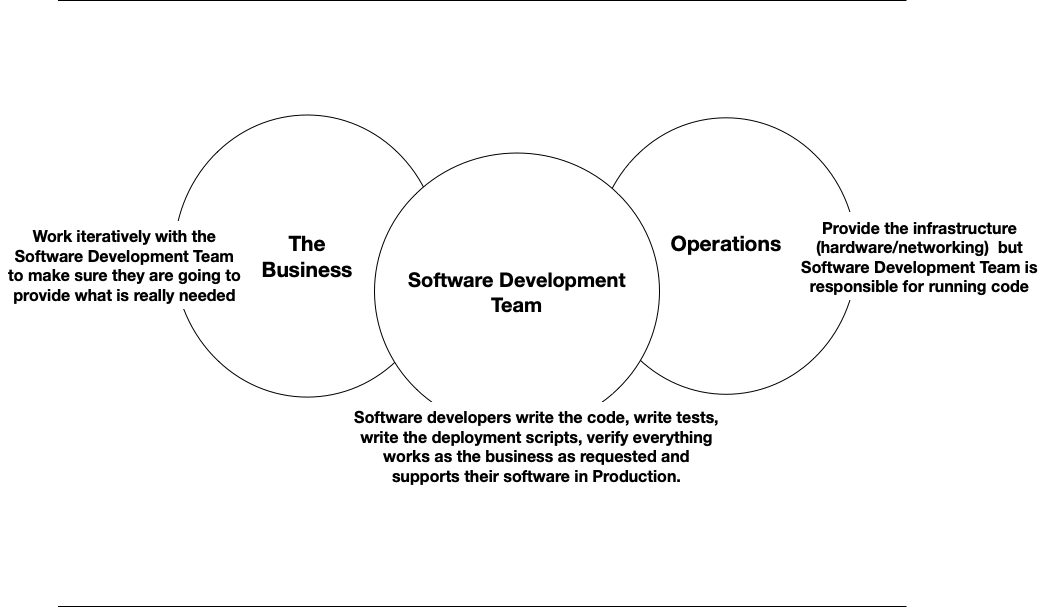 The
Business
Work iteratively with the
Software Development Team
to make sure they are going to
provide what is really needed
Software Development
Team
Software developers write the code, write tests,
write the deployment scripts, verify everything
works as the business as requested and
supports their software in Production.
Operations
Provide the infrastructure
(hardware/networking)  but
Software Development Team is
responsible for running code